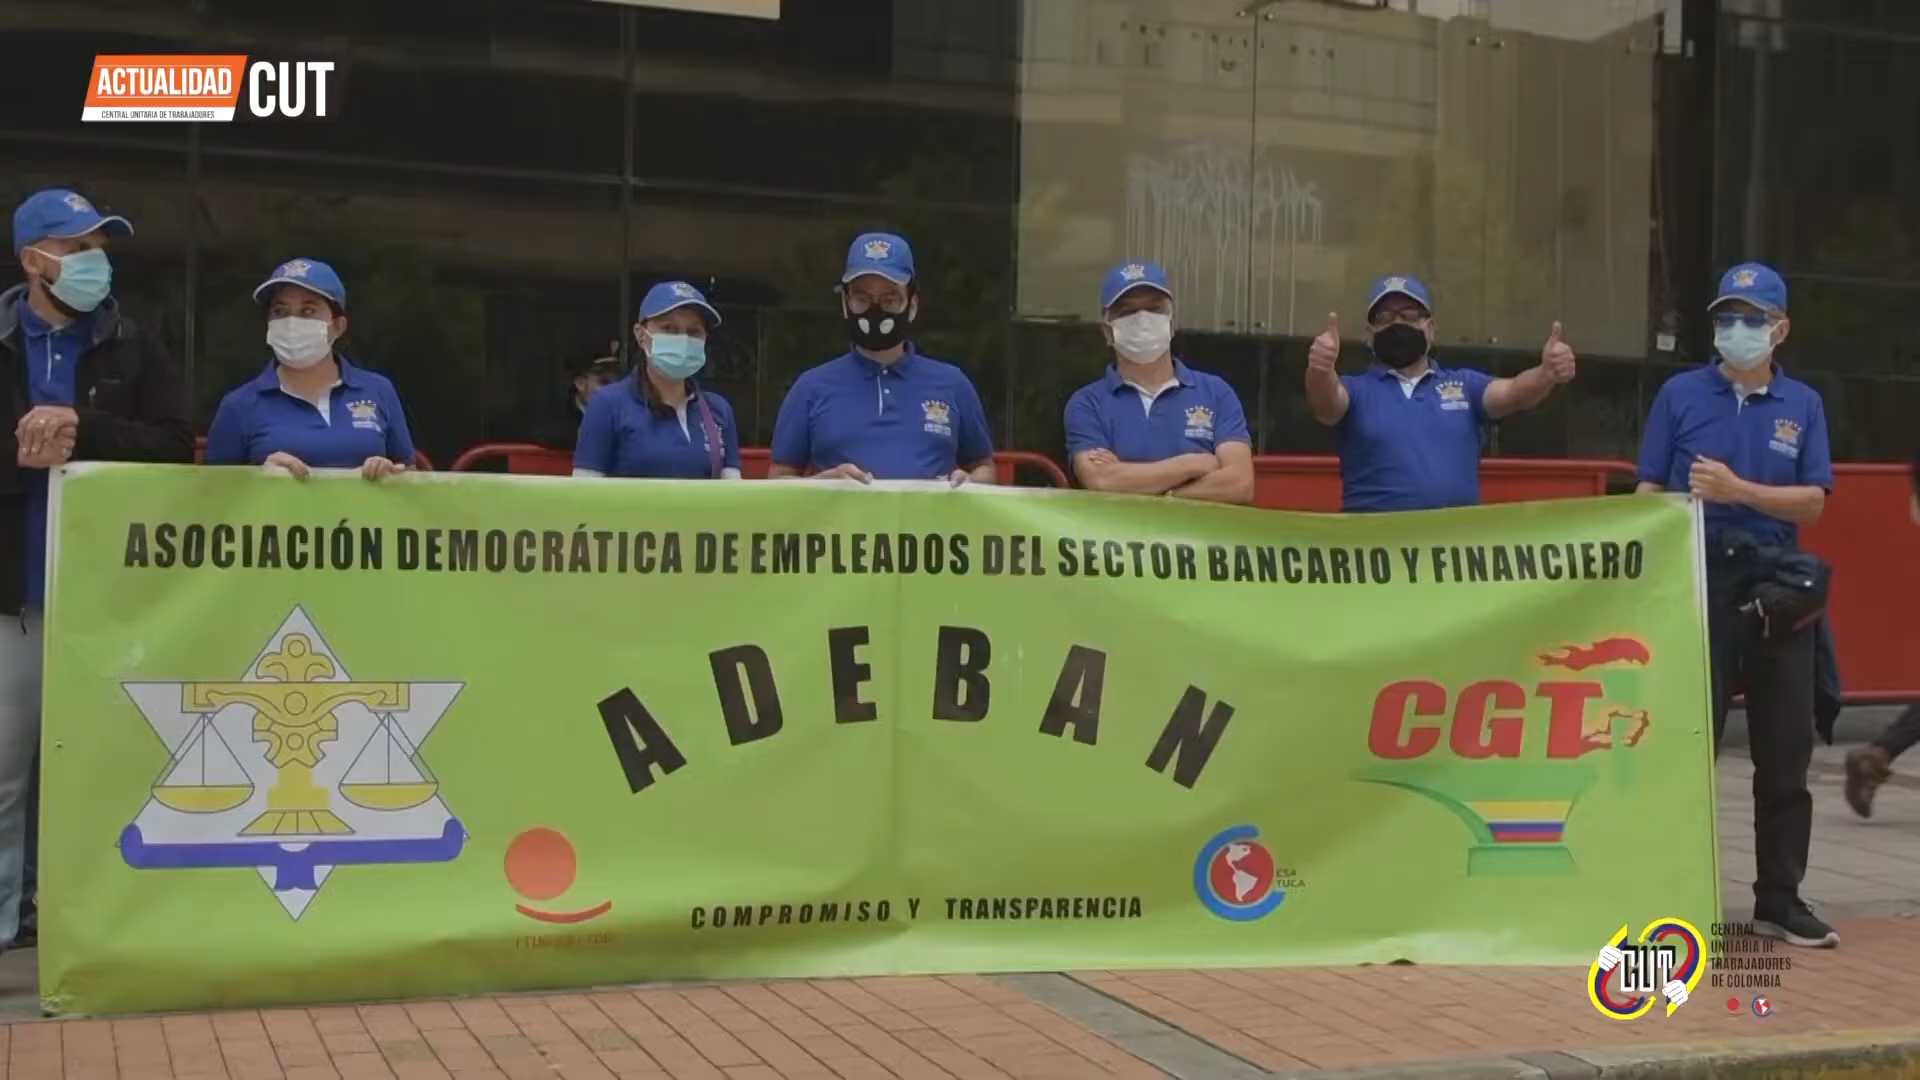 ACTUALIDAD CUT
CENTRAL UNITARIA DE TRABAJADORES
ASOCIACIÓN DEMOCRÁTICA DE EMPLEADOS DEL SECTOR BANCARIO Y FINANCIERO
ADEBAN
CGT
CSA
TUCA
COMPROMISO Y TRANSPARENCIA
CUT
CENTRAL
UNITARIA DE
TRABAJADORES
DE COLOMBIA